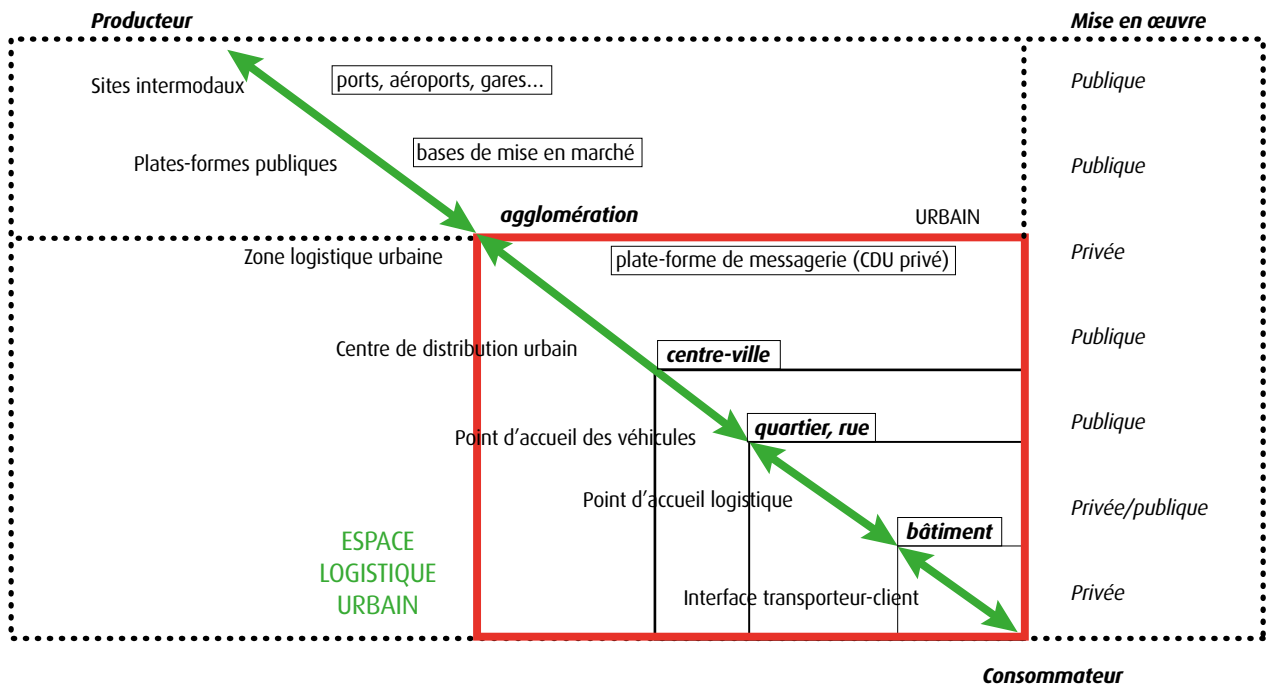 Producteur
Mise en œuvre
Sites intermodaux
ports, aéroports, gares...
Publique
Plates-formes publiques
bases de mise en marché
Publique
agglomération
URBAIN
Zone logistique urbaine
plate-forme de messagerie (CDU privé)
Privée
Centre de distribution urbain
centre-ville
Publique
Point d’accueil des véhicules
quartier, rue
Publique
Point d’accueil logistique
Privée/publique
bâtiment
ESPACE
LOGISTIQUE
URBAIN
Interface transporteur-client
Privée
Consommateur